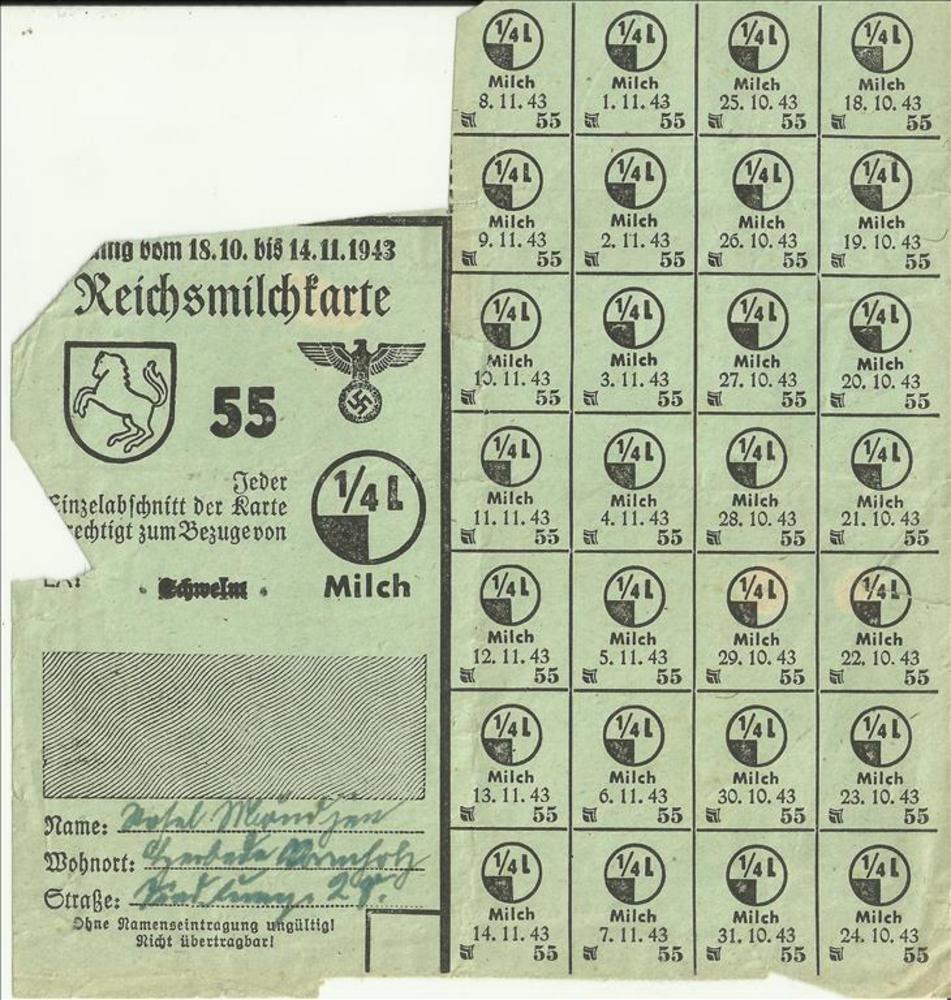 vom 18.10. bis 14.11.1943
Reichsmilchkarte
55
Jeder
Einzelabschnitt der Karte
rechtigt zum Bezuge von
1/4 L
Milch
EA:
Schwelm
Name:
Wohnort:
Straße:
Ohne Namenseintragung ungültig!
Nicht übertragbar!
1/4 L 1/4 L 1/4 L 1/4 L
Milch Milch Milch Milch
8. 11. 43 1. 11. 43 25. 10. 43 18. 10. 43
55 55 55 55
1/4 L 1/4 L 1/4 L 1/4 L
Milch Milch Milch Milch
9. 11. 43 2. 11. 43 26. 10. 43 19. 10. 43
55 55 55 55
1/4 L 1/4 L 1/4 L 1/4 L
Milch Milch Milch Milch
10. 11. 43 3. 11. 43 27. 10. 43 20. 10. 43
55 55 55 55
1/4 L 1/4 L 1/4 L 1/4 L
Milch Milch Milch Milch
11. 11. 43 4. 11. 43 28. 10. 43 21. 10. 43
55 55 55 55
1/4 L 1/4 L 1/4 L 1/4 L
Milch Milch Milch Milch
12. 11. 43 5. 11. 43 29. 10. 43 22. 10. 43
55 55 55 55
1/4 L 1/4 L 1/4 L 1/4 L
Milch Milch Milch Milch
13. 11. 43 6. 11. 43 30. 10. 43 23. 10. 43
55 55 55 55
1/4 L 1/4 L 1/4 L 1/4 L
Milch Milch Milch Milch
14. 11. 43 7. 11. 43 31. 10. 43 24. 10. 43
55 55 55 55